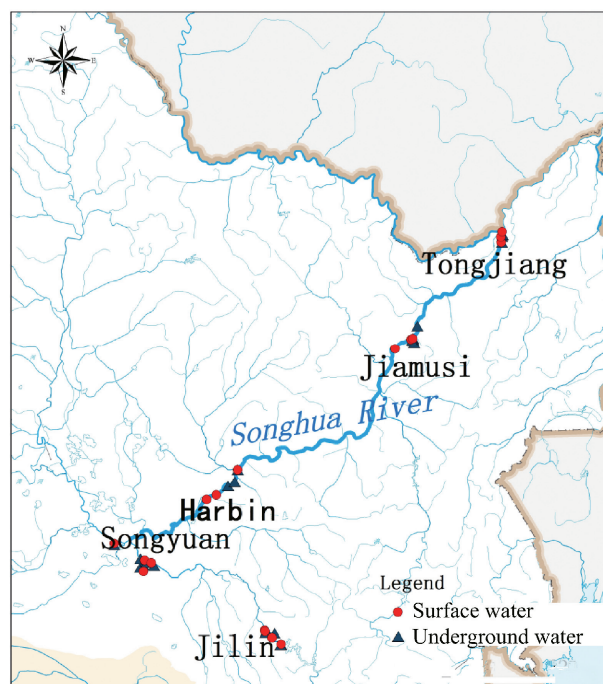 N
W E
S
Tongjiang
Jiamusi
Songhua River
Harbin
Songyuan
Jilin
Legend
Surface water
Underground water